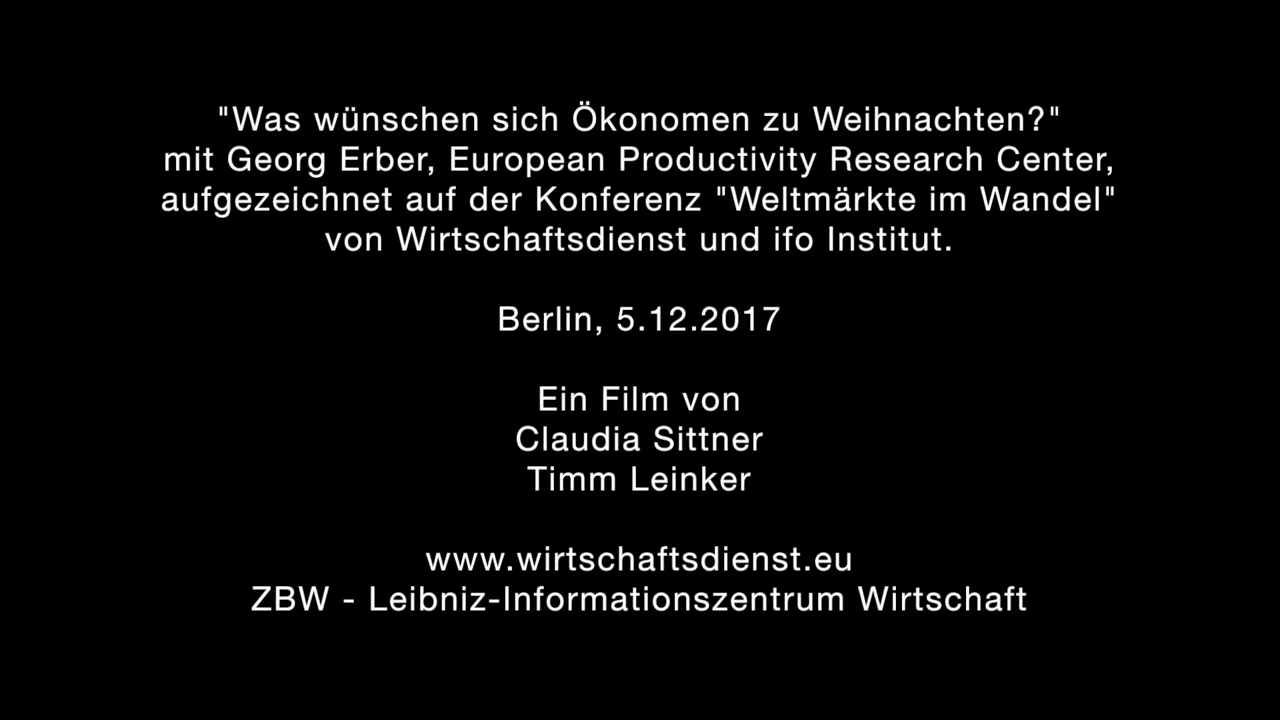 "Was wünschen sich Ökonomen zu Weihnachten?"
mit Georg Erber, European Productivity Research Center,
aufgezeichnet auf der Konferenz "Weltmärkte im Wandel"
von Wirtschaftsdienst und ifo Institut.
Berlin, 5.12.2017
Ein Film von
Claudia Sittner
Timm Leinker
www.wirtschaftsdienst.eu
ZBW - Leibniz-Informationszentrum Wirtschaft